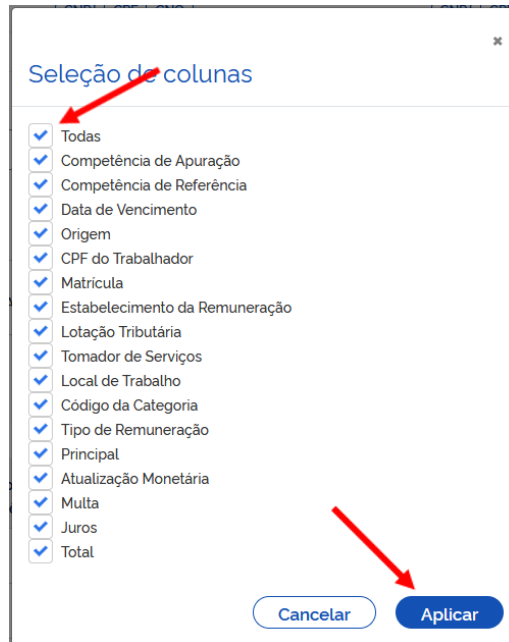 ×
Seleção de colunas
Todas
Competência de Apuração
Competência de Referência
Data de Vencimento
Origem
CPF do Trabalhador
Matrícula
Estabelecimento da Remuneração
Lotação Tributária
Tomador de Serviços
Local de Trabalho
Código da Categoria
Tipo de Remuneração
Principal
Atualização Monetária
Multa
Juros
Total
Cancelar Aplicar